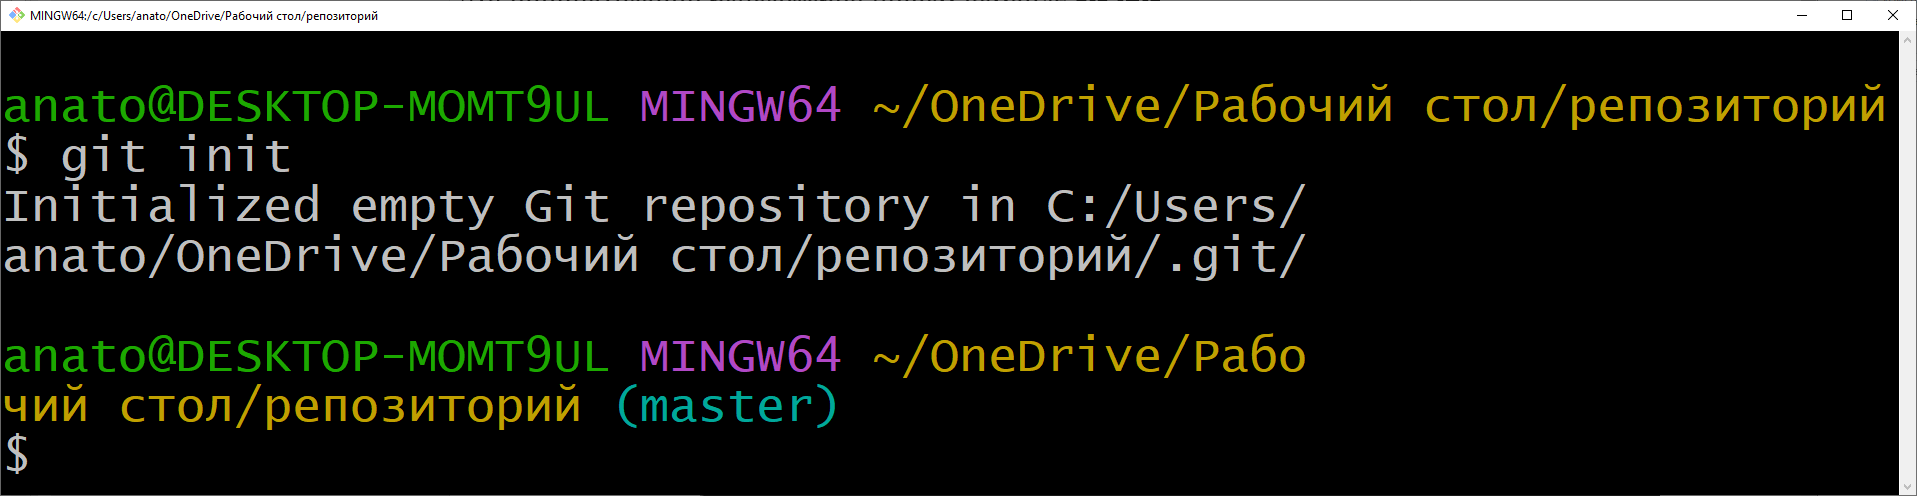 MINGW64:/c/Users/anato/OneDrive/Рабочий стол/репозиторий
anato@DESKTOP-MOMT9UL MINGW64 ~/OneDrive/Рабочий стол/репозиторий
$ git init
Initialized empty Git repository in C:/Users/
anato/OneDrive/Рабочий стол/репозиторий/.git/
anato@DESKTOP-MOMT9UL MINGW64 ~/OneDrive/Рабо
чий стол/репозиторий (master)
$